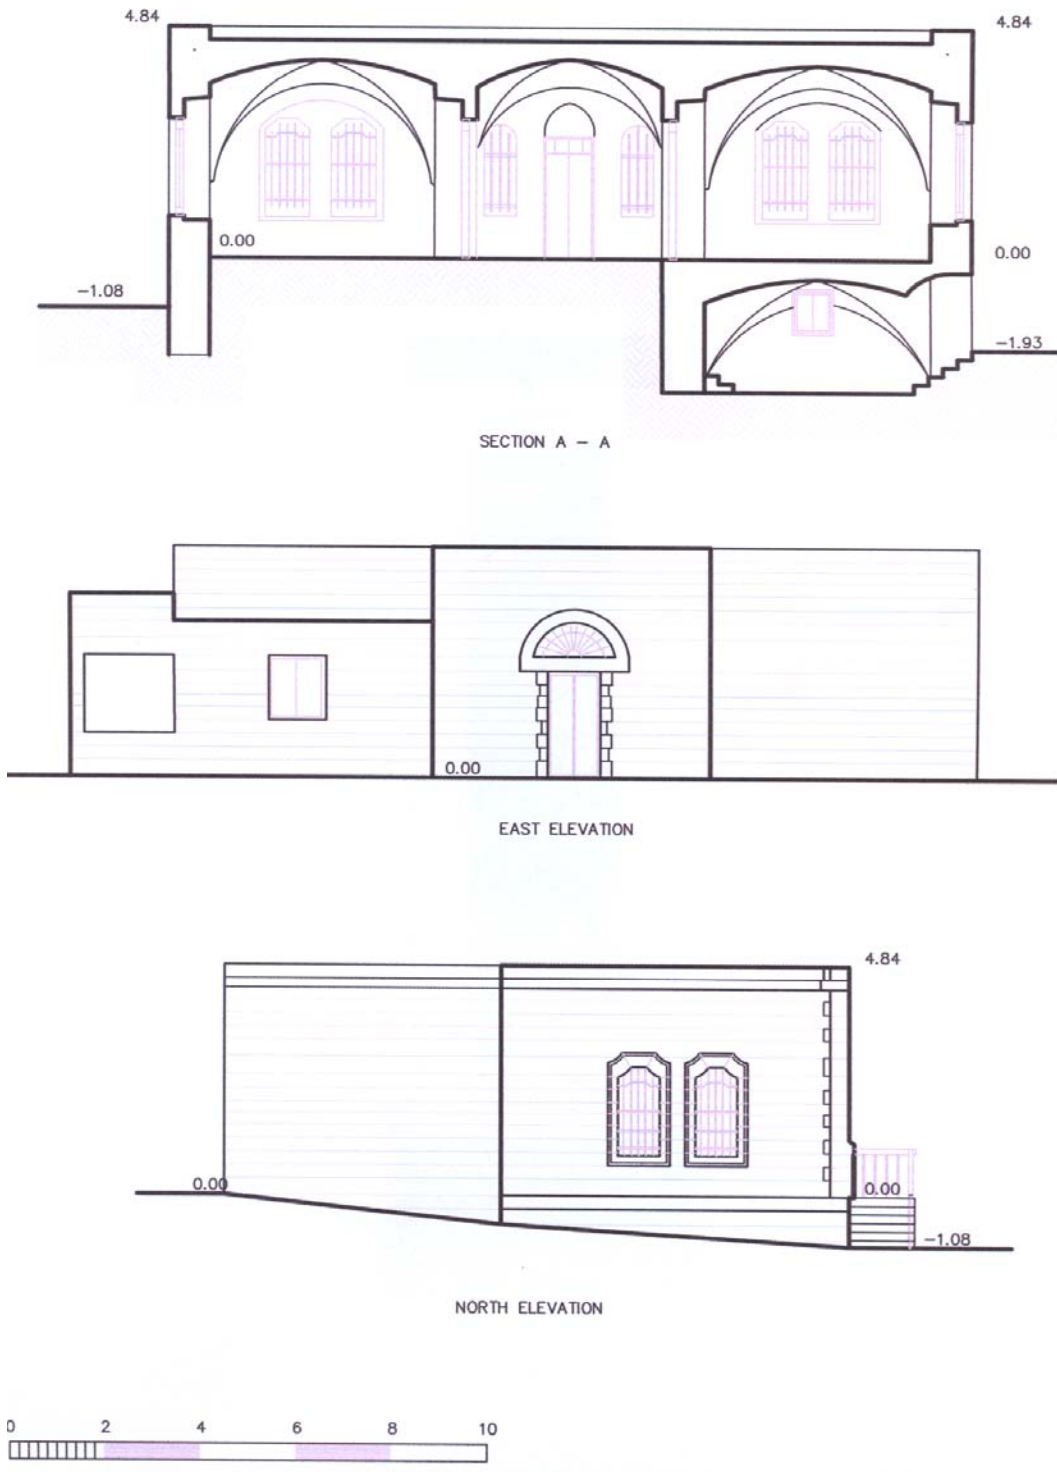 4.84 4.84
0.00 0.00
−1.08
−1.93
SECTION A − A
0.00
EAST ELEVATION
4.84
0.00 0.00
−1.08
NORTH ELEVATION
0 2 4 6 8 10